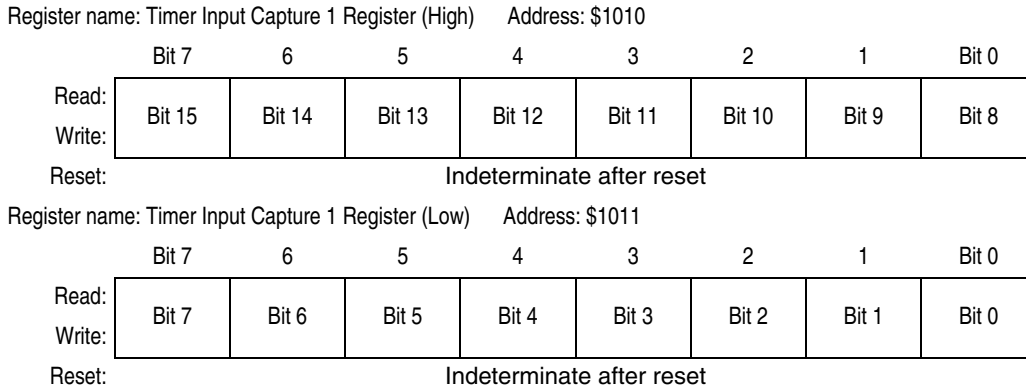 Register name: Timer Input Capture 1 Register (High) Address: $1010
Bit 7 6 5 4 3 2 1 Bit 0
Read:
Bit 15 Bit 14 Bit 13 Bit 12 Bit 11 Bit 10 Bit 9 Bit 8
Write:
Reset: Indeterminate after reset
Register name: Timer Input Capture 1 Register (Low) Address: $1011
Bit 7 6 5 4 3 2 1 Bit 0
Read:
Bit 7 Bit 6 Bit 5 Bit 4 Bit 3 Bit 2 Bit 1 Bit 0
Write:
Reset: Indeterminate after reset